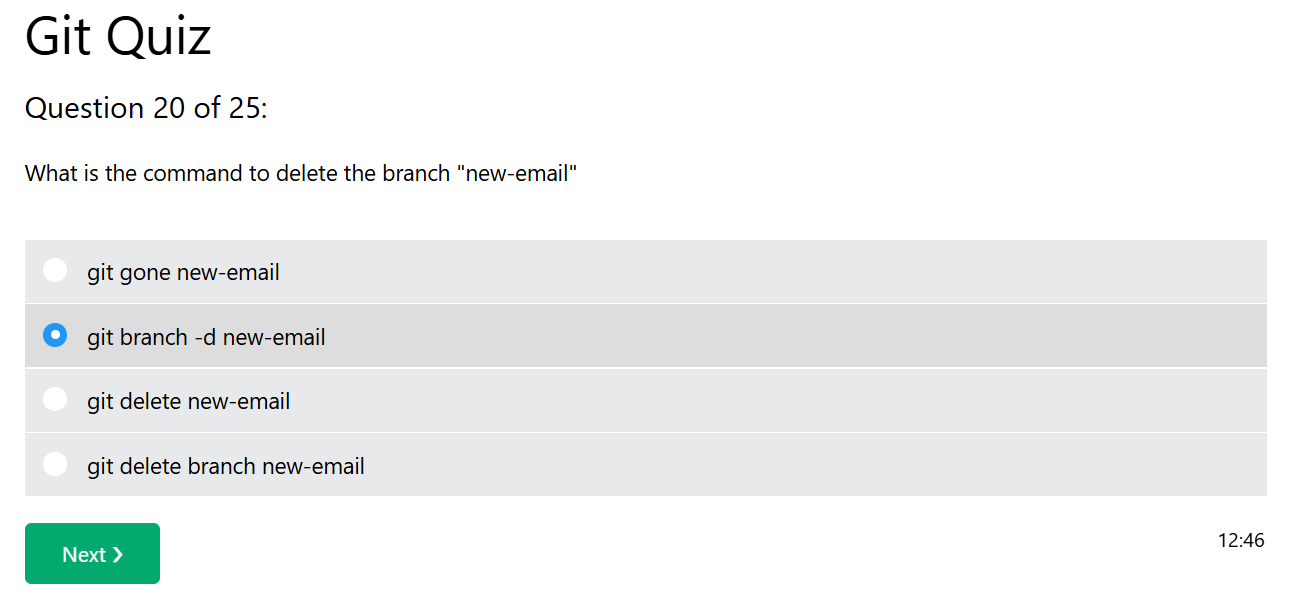 Git Quiz
Question 20 of 25:
What is the command to delete the branch "new-email"
git gone new-email
git branch -d new-email
git delete new-email
git delete branch new-email
Next ❯
12:46